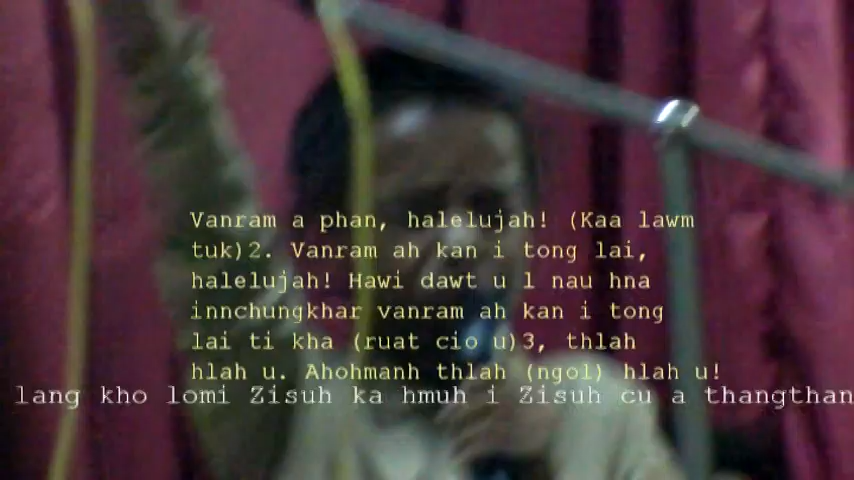 Vanram a phan, halelujah! (Kaa lawm
tuk)2. Vanram ah kan i tong lai,
halelujah! Hawi dawt u l nau hna
innchungkhar vanram ah kan i tong
lai ti kha (ruat cio u)3, thlah
hlah u. Ahohmanh thlah (ngol) hlah u!
lang kho lomi Zisuh ka hmuh i Zisuh cu a thangthan